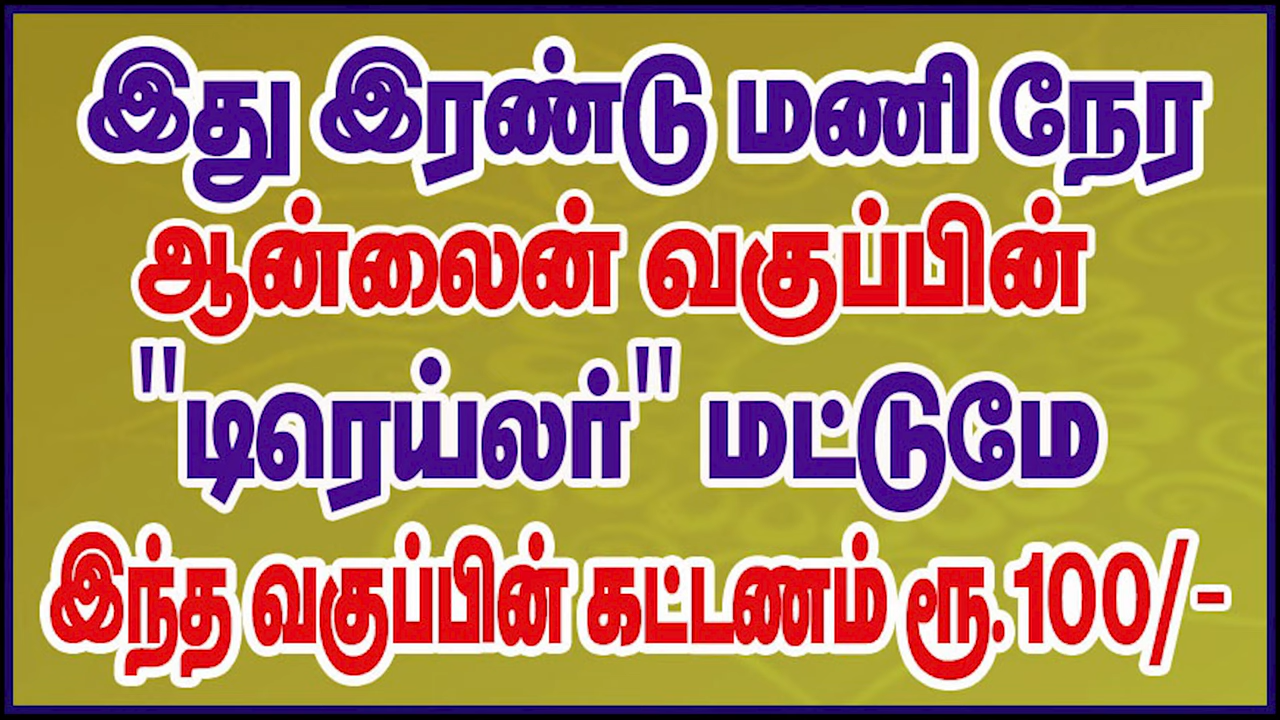 இது இரண்டு மணி நேர
ஆன்லைன் வகுப்பின்
"டிரெய்லர்" மட்டுமே
இந்த வகுப்பின் கட்டணம் ரூ.100/-